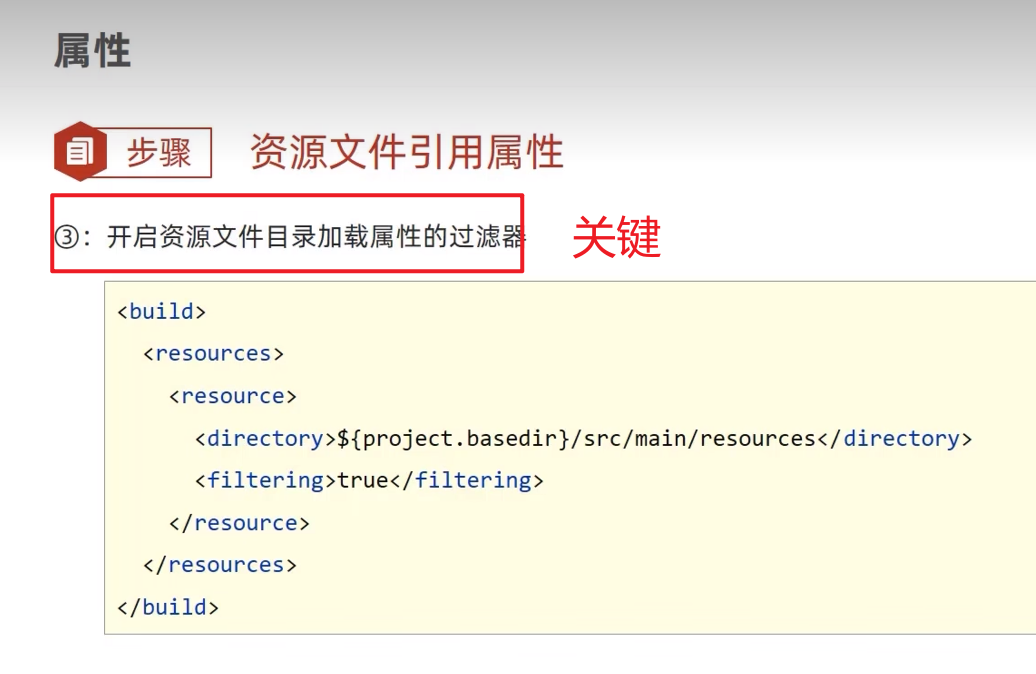 属性
步骤 资源文件引用属性
③：开启资源文件目录加载属性的过滤器 关键
<build>
<resources>
<resource>
<directory>${project.basedir}/src/main/resources</directory>
<filtering>true</filtering>
</resource>
</resources>
</build>